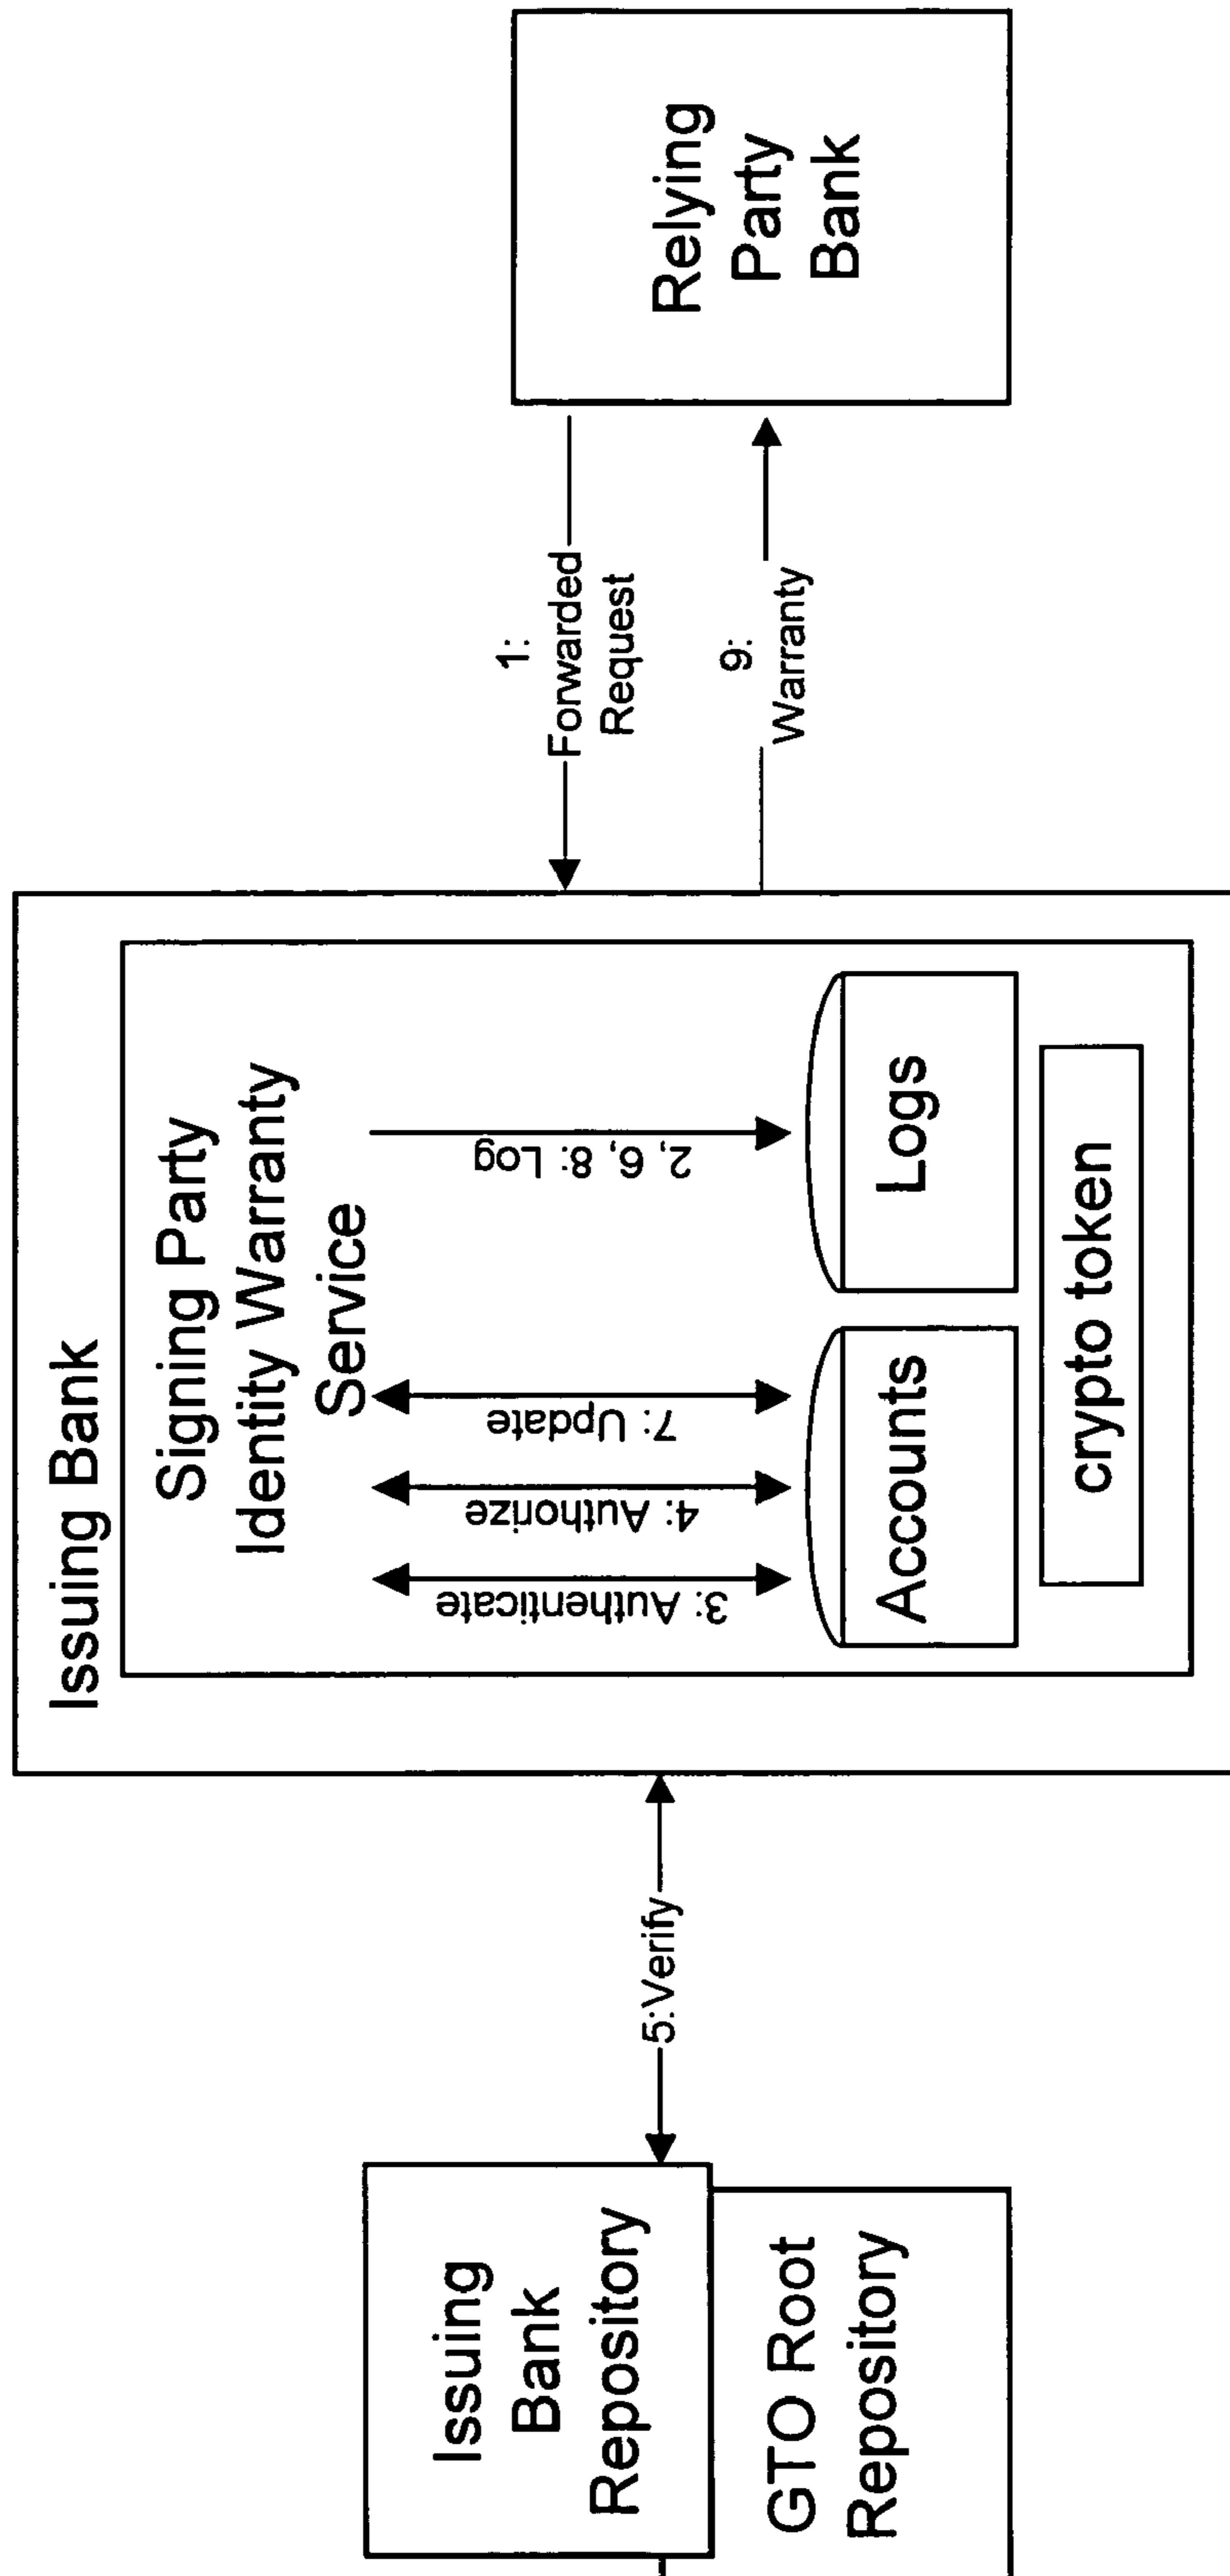 Issuing Bank
Signing Party
Identity Warranty
Service
3: Authenticate
4: Authorize
7: Update
2, 6, 8: Log
Accounts
Logs
crypto token
Issuing
Bank
Repository
GTO Root
Repository
5:Verify
1:
Forwarded
Request
9:
Warranty
Relying
Party
Bank